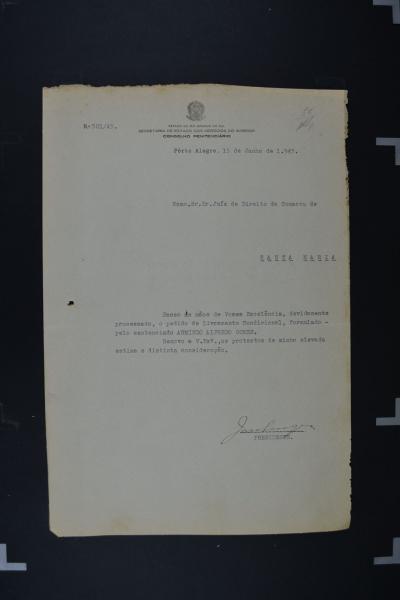 ESTADO DO RIO GRANDE DO SUL
SECRETARIA DE ESTADO DOS NEGÓCIOS DO INTERIOR
CONSELHO PENITENCIÁRIO
N-501/45.
Pôrto Alegre, 15 de Junho de 1.945.
Exmo.Sr.Dr.Juíz de Direito da Comarca de
SANTA MARIA
Passo às mãos de Vossa Excelência, devidamente
processado, o pedido de Livramento Condicional, formulado -
pelo sentenciado ARMINDO ALFREDO GOMES.
Renovo a V.Exª.,os protestos de minha elevada
estima e distinta consideração.
PRESIDENTE.